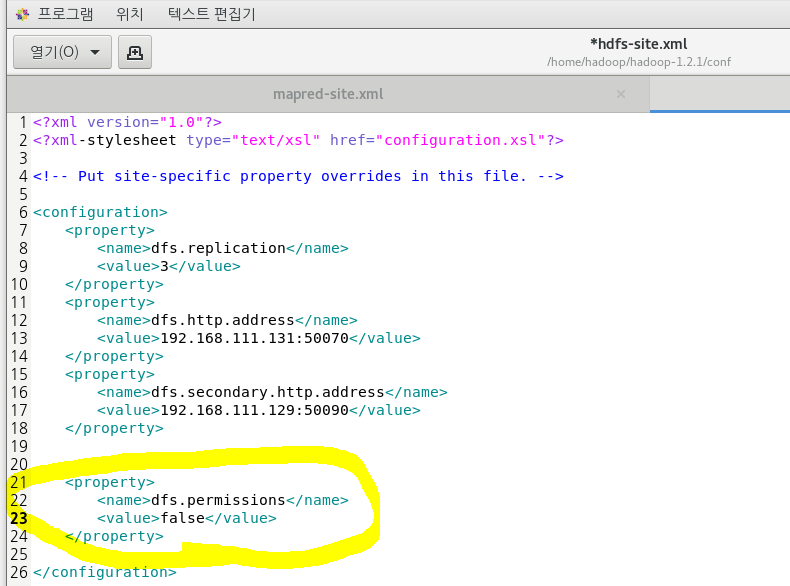 프로그램 위치 텍스트 편집기
열기(O)
*hdfs-site.xml
/home/hadoop/hadoop-1.2.1/conf
mapred-site.xml ×
1 <?xml version="1.0"?>
2 <?xml-stylesheet type="text/xsl" href="configuration.xsl"?>
3
4 <!-- Put site-specific property overrides in this file. -->
5
6 <configuration>
7 <property>
8 <name>dfs.replication</name>
9 <value>3</value>
10 </property>
11 <property>
12 <name>dfs.http.address</name>
13 <value>192.168.111.131:50070</value>
14 </property>
15 <property>
16 <name>dfs.secondary.http.address</name>
17 <value>192.168.111.129:50090</value>
18 </property>
19
20
21 <property>
22 <name>dfs.permissions</name>
23 <value>false</value>
24 </property>
25
26 </configuration>